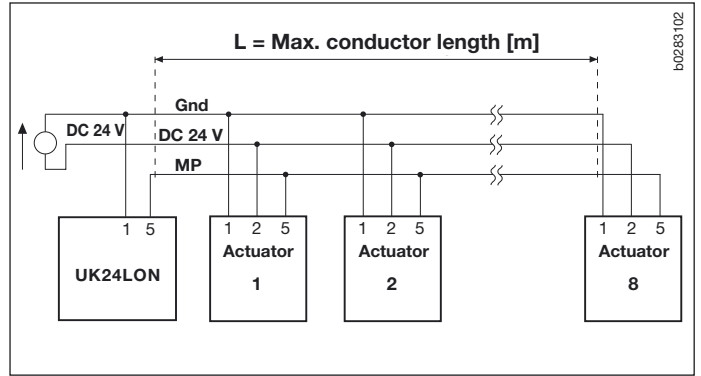 b0283102
L = Max. conductor length [m]
Gnd
DC 24 V
DC 24 V
MP
1 5
UK24LON
1 2 5
Actuator
1
1 2 5
Actuator
2
1 2 5
Actuator
8